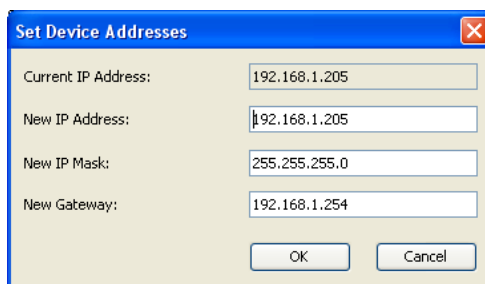 Set Device Addresses
Current IP Address: 192.168.1.205
New IP Address: 192.168.1.205
New IP Mask: 255.255.255.0
New Gateway: 192.168.1.254
OK Cancel